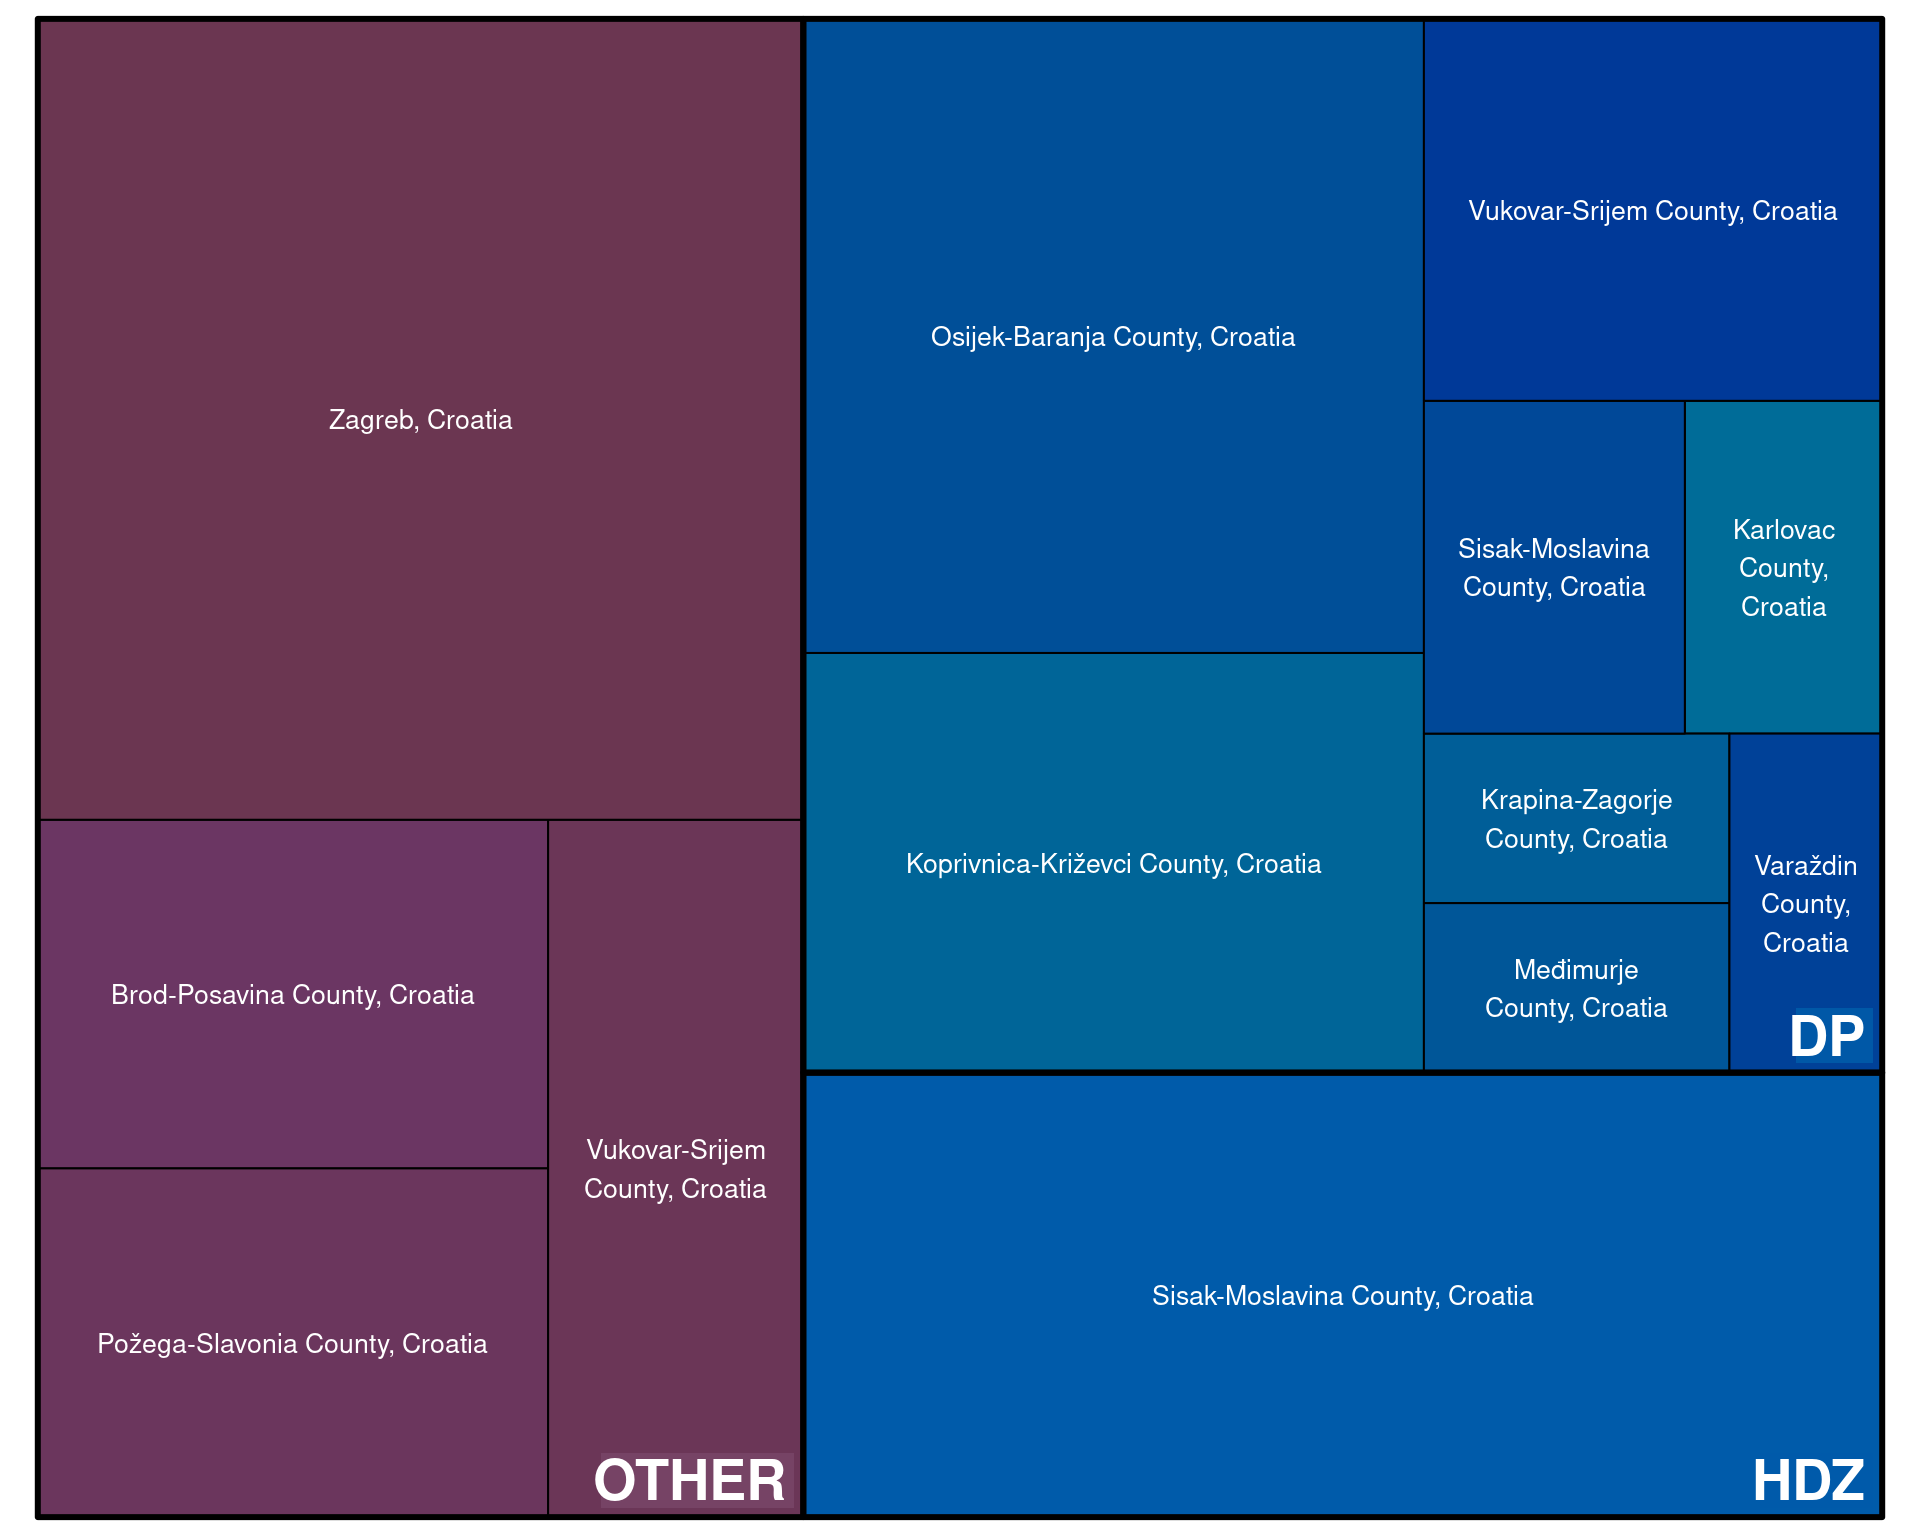 Zagreb, Croatia
Brod-Posavina County, Croatia
Požega-Slavonia County, Croatia
Vukovar-Srijem
County, Croatia
OTHER
Osijek-Baranja County, Croatia
Koprivnica-Križevci County, Croatia
Vukovar-Srijem County, Croatia
Sisak-Moslavina
County, Croatia
Karlovac
County,
Croatia
Krapina-Zagorje
County, Croatia
Međimurje
County, Croatia
Varaždin
County,
Croatia
DP
Sisak-Moslavina County, Croatia
HDZ